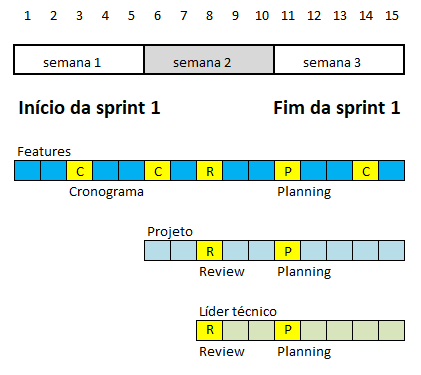 1 2 3 4 5 6 7 8 9 10 11 12 13 14 15
semana 1 semana 2 semana 3
Início da sprint 1 Fim da sprint 1
Features
C C R P C
Cronograma Planning
Projeto
R P
Review Planning
Líder técnico
R P
Review Planning